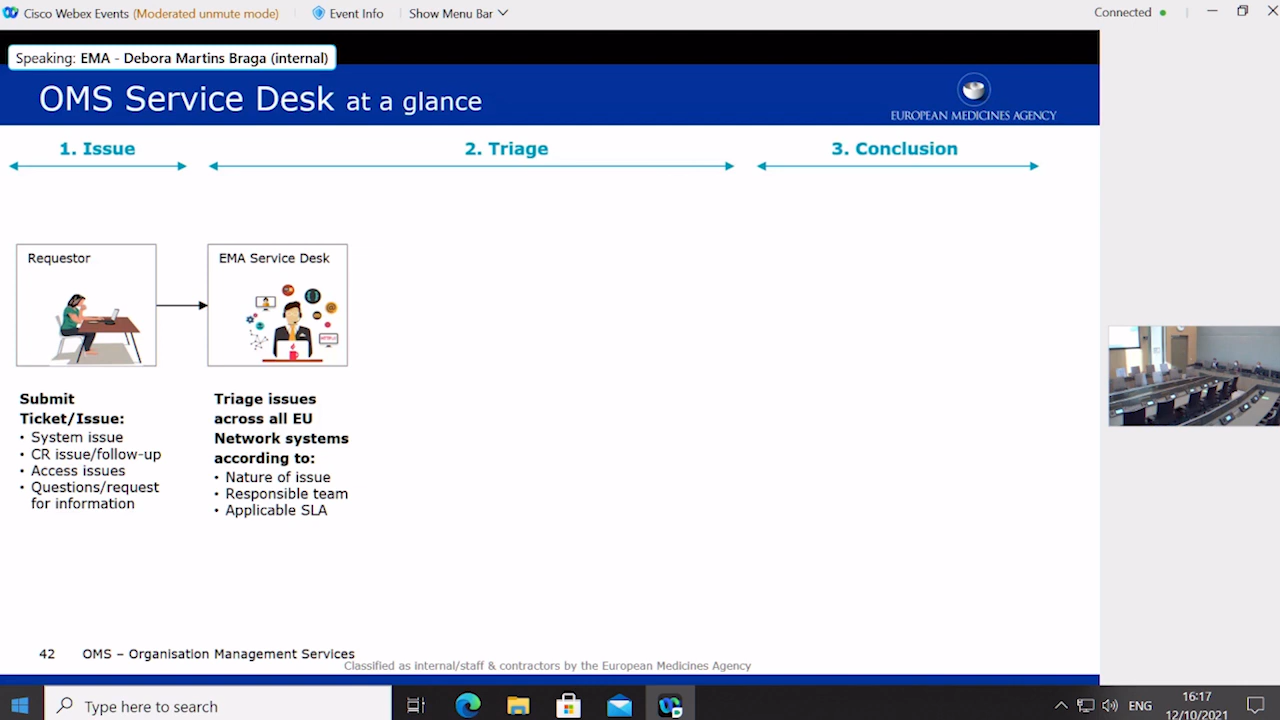 Cisco Webex Events (Moderated unmute mode)
Event Info
Show Menu Bar
Connected
Speaking: EMA - Debora Martins Braga (internal)
OMS Service Desk at a glance
EUROPEAN MEDICINES AGENCY
1. Issue
2. Triage
3. Conclusion
Requestor
EMA Service Desk
Submit
Ticket/Issue:
• System issue
• CR issue/follow-up
• Access issues
• Questions/request
for information
Triage issues
across all EU
Network systems
according to:
• Nature of issue
• Responsible team
• Applicable SLA
42 OMS – Organisation Management Services
Classified as internal/staff & contractors by the European Medicines Agency
Type here to search
ENG
16:17
12/10/2021